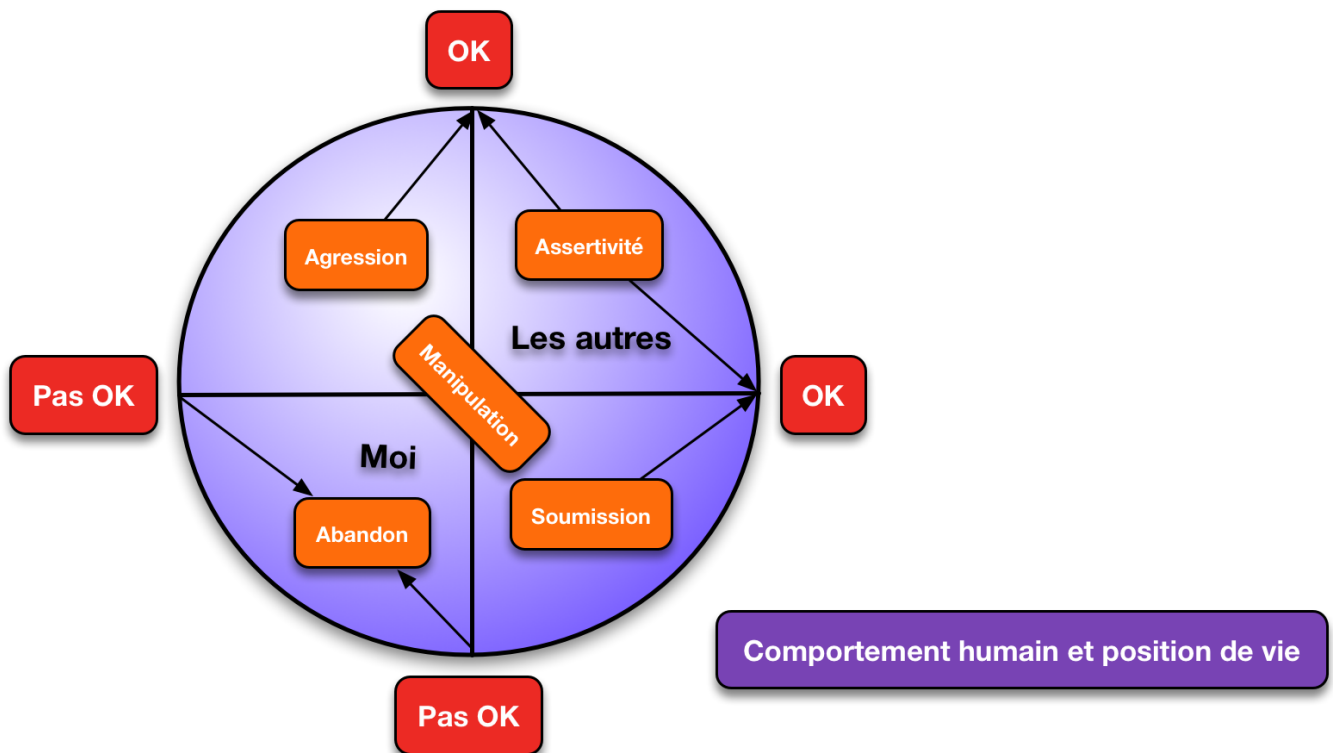 OK
Agression
Assertivité
Les autres
Manipulation
Pas OK
OK
Moi
Abandon
Soumission
Comportement humain et position de vie
Pas OK